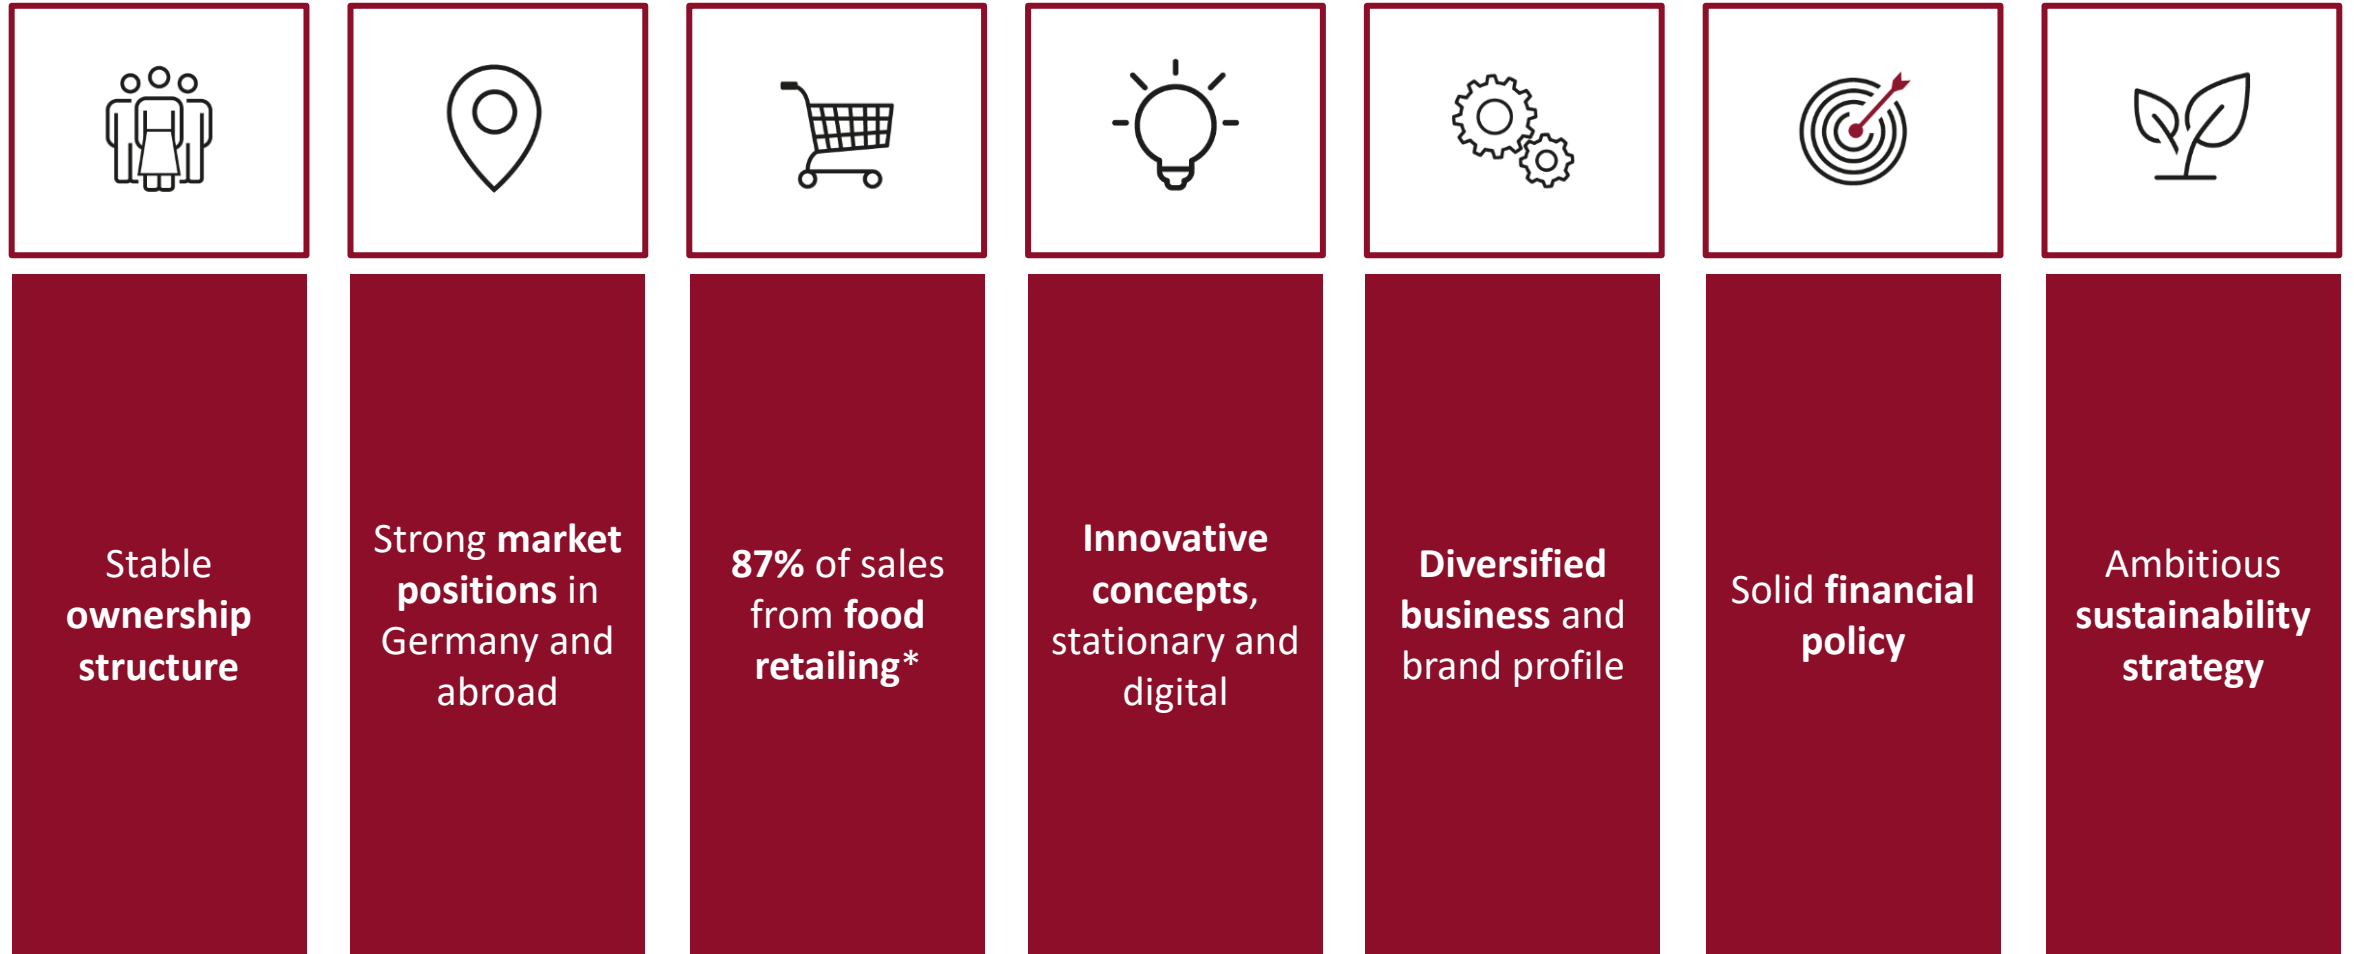 Stable
ownership
structure
Strong market
positions in
Germany and
abroad
87% of sales
from food
retailing*
Innovative
concepts,
stationary and
digital
Diversified
business and
brand profile
Solid financial
policy
Ambitious
sustainability
strategy